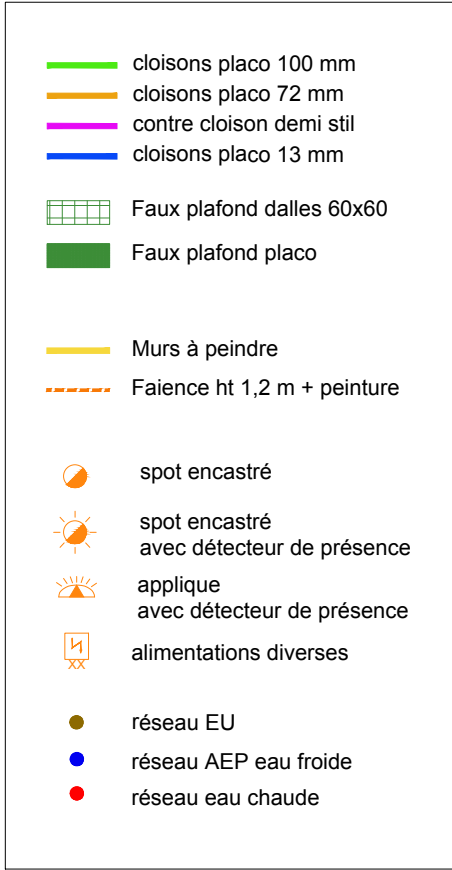 cloisons placo 100 mm
cloisons placo 72 mm
contre cloison demi stil
cloisons placo 13 mm
Faux plafond dalles 60x60
Faux plafond placo
Murs à peindre
Faience ht 1,2 m + peinture
spot encastré
spot encastré
avec détecteur de présence
applique
avec détecteur de présence
alimentations diverses
XX
réseau EU
réseau AEP eau froide
réseau eau chaude